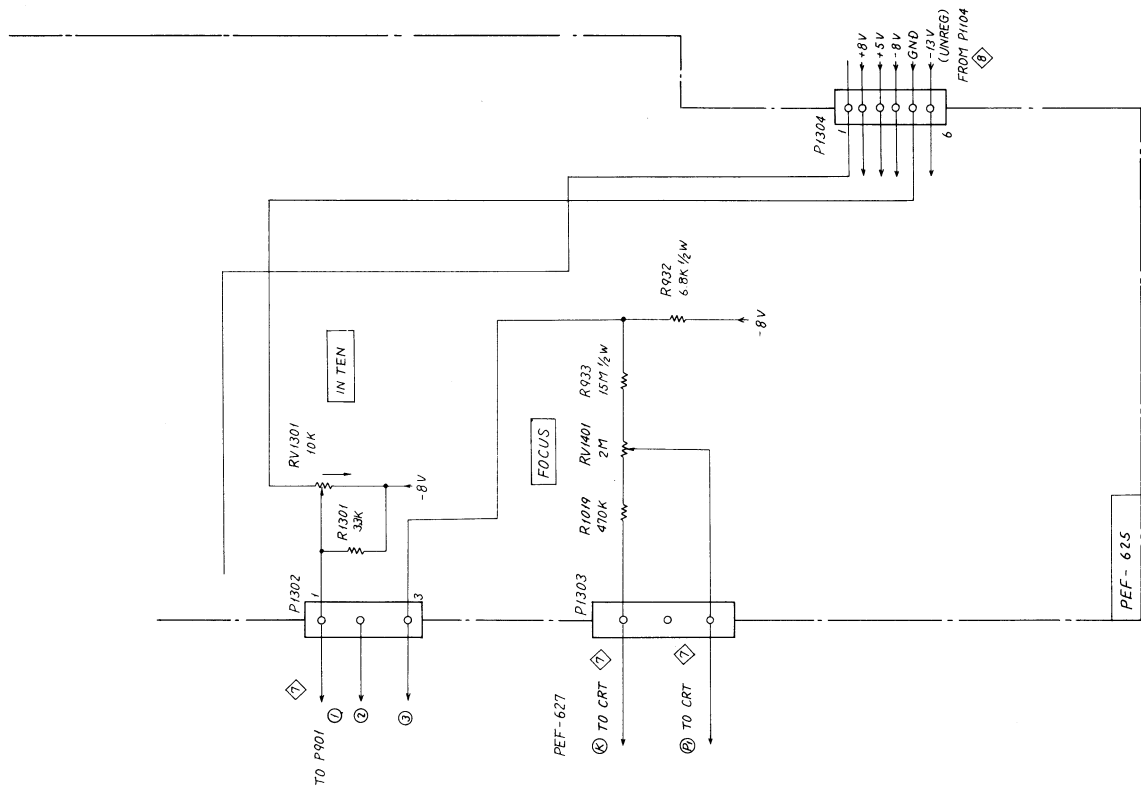 +8V
+5V
-8V
GND
-13V
(UNREG)
FROM P1104
8
P1304
1
6
R932
6.8K ½W
-8V
IN TEN
RV1301
10K
R1301
33K
-8V
R933
15M ½W
RV1401
2M
R1019
470K
FOCUS
P1302
1
3
P1303
7
TO P901
1
2
3
PEF-627
K TO CRT
7
P1 TO CRT
7
PEF-625